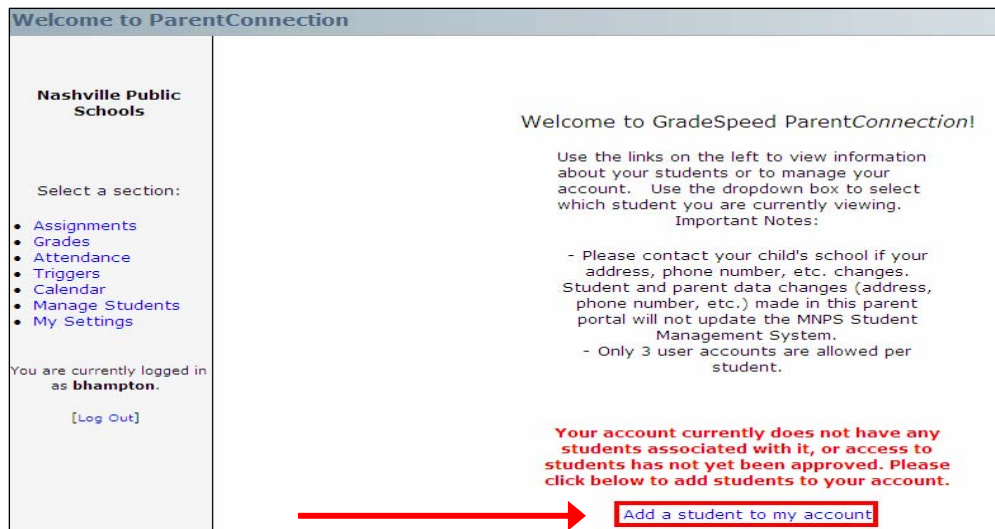 Welcome to ParentConnection
Nashville Public
Schools
Select a section:
• Assignments
• Grades
• Attendance
• Triggers
• Calendar
• Manage Students
• My Settings
You are currently logged in
as bhampton.
[Log Out]
Welcome to GradeSpeed ParentConnection!
Use the links on the left to view information
about your students or to manage your
account. Use the dropdown box to select
which student you are currently viewing.
Important Notes:
- Please contact your child's school if your
address, phone number, etc. changes.
Student and parent data changes (address,
phone number, etc.) made in this parent
portal will not update the MNPS Student
Management System.
- Only 3 user accounts are allowed per
student.
Your account currently does not have any
students associated with it, or access to
students has not yet been approved. Please
click below to add students to your account.
Add a student to my account